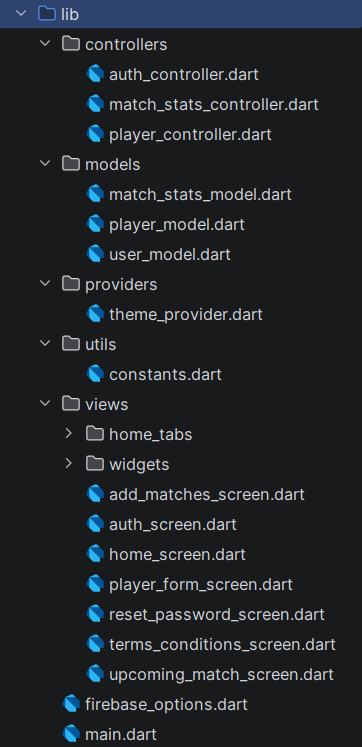 lib
controllers
auth_controller.dart
match_stats_controller.dart
player_controller.dart
models
match_stats_model.dart
player_model.dart
user_model.dart
providers
theme_provider.dart
utils
constants.dart
views
home_tabs
widgets
add_matches_screen.dart
auth_screen.dart
home_screen.dart
player_form_screen.dart
reset_password_screen.dart
terms_conditions_screen.dart
upcoming_match_screen.dart
firebase_options.dart
main.dart